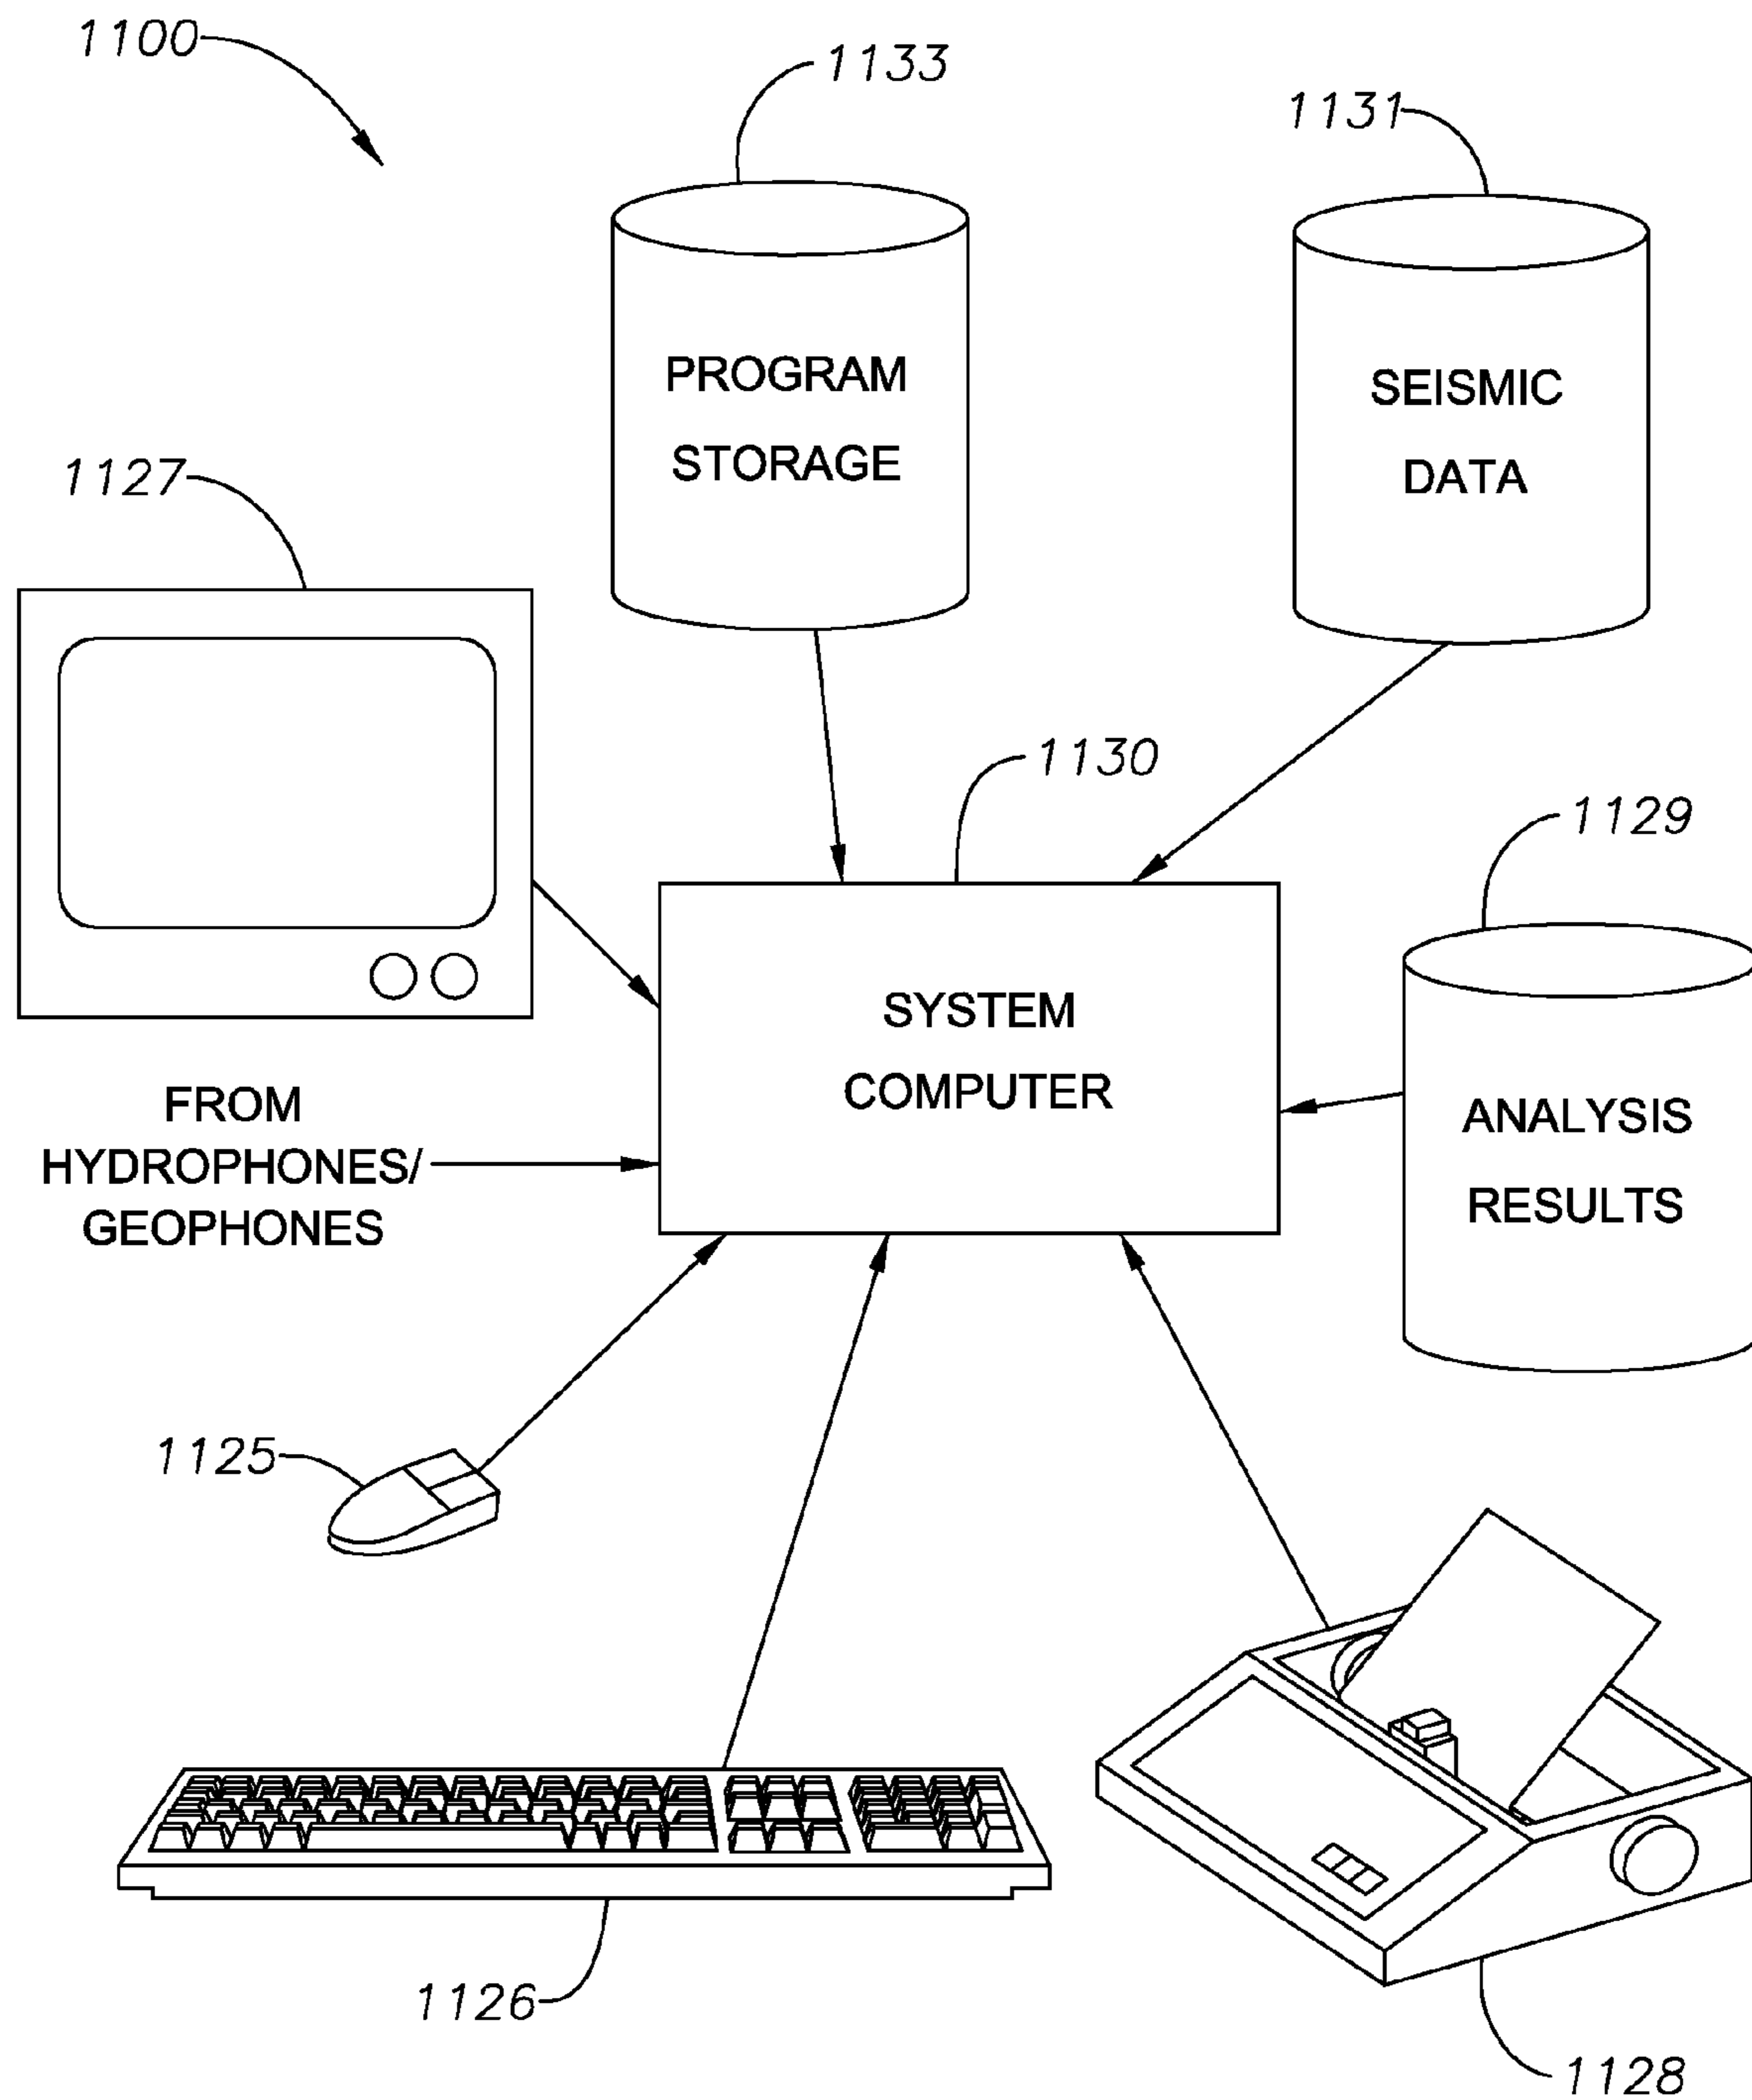 1100
1133
1131
PROGRAM
STORAGE
SEISMIC
DATA
1127
1130
1129
SYSTEM
COMPUTER
FROM
HYDROPHONES/
GEOPHONES
ANALYSIS
RESULTS
1125
1126
1128